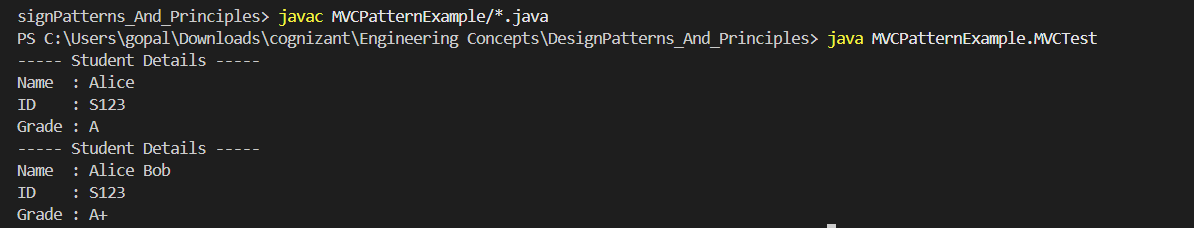 signPatterns_And_Principles> javac MVCPatternExample/*.java
PS C:\Users\gopal\Downloads\cognizant\Engineering Concepts\DesignPatterns_And_Principles> java MVCPatternExample.MVCTest
----- Student Details -----
Name  : Alice
ID    : S123
Grade : A
----- Student Details -----
Name  : Alice Bob
ID    : S123
Grade : A+